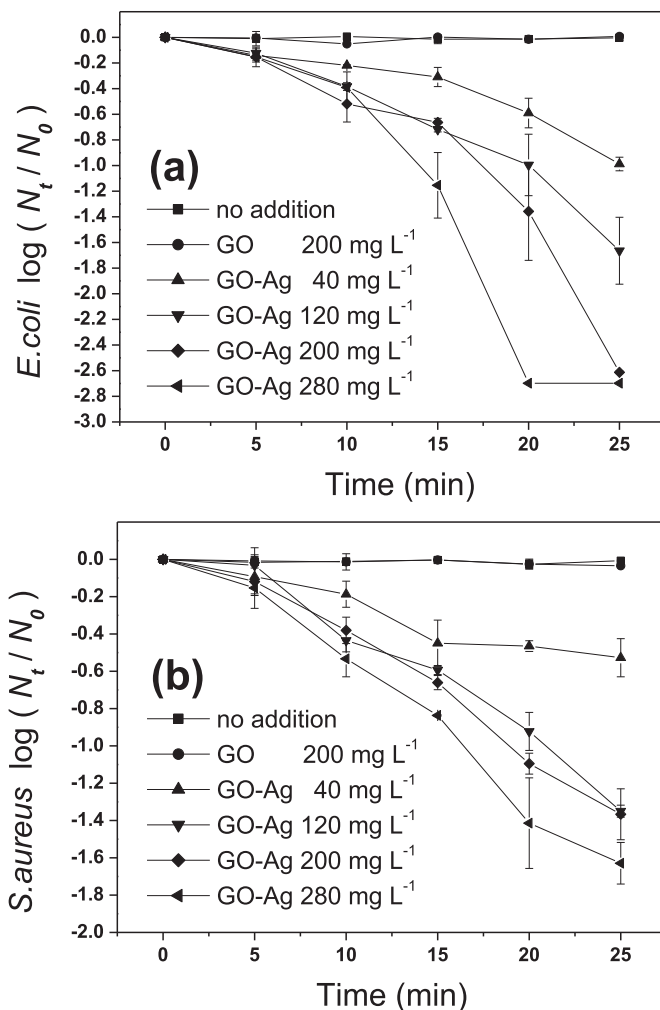 0.0
-0.2
-0.4
-0.6
-0.8
-1.0
-1.2
-1.4
-1.6
-1.8
-2.0
-2.2
-2.4
-2.6
-2.8
-3.0
E.coli log ( Nt / N0 )
(a)
no addition
GO 200 mg L-1
GO-Ag 40 mg L-1
GO-Ag 120 mg L-1
GO-Ag 200 mg L-1
GO-Ag 280 mg L-1
0 5 10 15 20 25
Time (min)
0.0
-0.2
-0.4
-0.6
-0.8
-1.0
-1.2
-1.4
-1.6
-1.8
-2.0
S.aureus log ( Nt / N0 )
(b)
no addition
GO 200 mg L-1
GO-Ag 40 mg L-1
GO-Ag 120 mg L-1
GO-Ag 200 mg L-1
GO-Ag 280 mg L-1
0 5 10 15 20 25
Time (min)